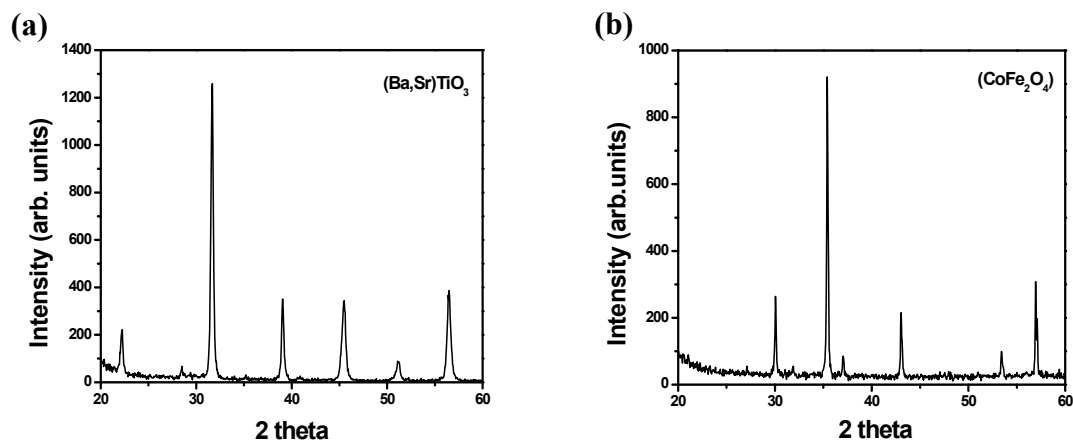 (a)
(Ba,Sr)TiO₃
Intensity (arb. units)
1400
1200
1000
800
600
400
200
0
20 30 40 50 60
2 theta
(b)
(CoFe₂O₄)
Intensity (arb.units)
1000
800
600
400
200
0
20 30 40 50 60
2 theta